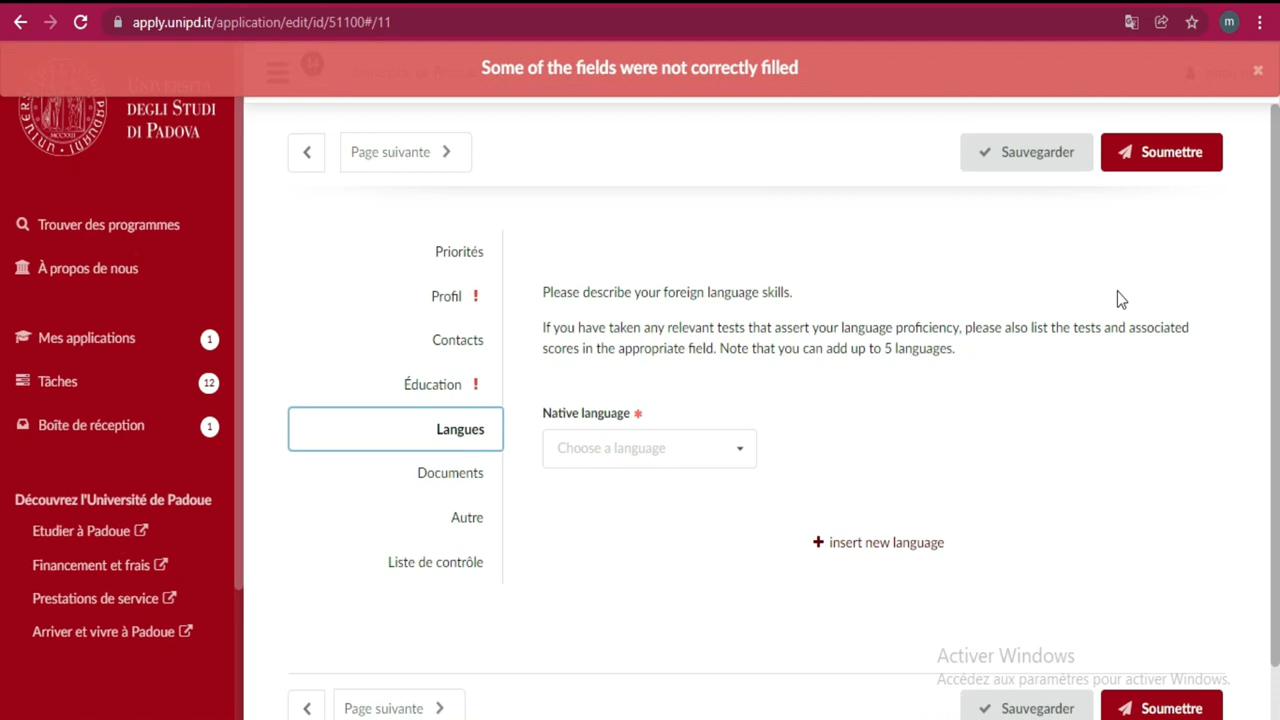 apply.unipd.it/application/edit/id/51100#/11
m
Some of the fields were not correctly filled
14
UNIVERSITÀ
DEGLI STUDI
DI PADOVA
Page suivante
Sauvegarder
Soumettre
Trouver des programmes
À propos de nous
Mes applications 1
Tâches 12
Boîte de réception 1
Découvrez l'Université de Padoue
Etudier à Padoue
Financement et frais
Prestations de service
Arriver et vivre à Padoue
Priorités
Profil !
Contacts
Éducation !
Langues
Documents
Autre
Liste de contrôle
Please describe your foreign language skills.
If you have taken any relevant tests that assert your language proficiency, please also list the tests and associated
scores in the appropriate field. Note that you can add up to 5 languages.
Native language *
Choose a language
+ insert new language
Activer Windows
Accédez aux paramètres pour activer Windows.
Page suivante
Sauvegarder
Soumettre